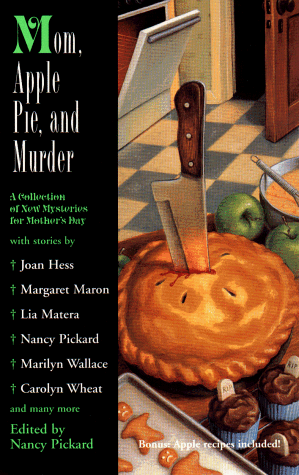 Mom,
Apple
Pie, and
Murder
A Collection
of New Mysteries
for Mother's Day
with stories by
† Joan Hess
† Margaret Maron
† Lia Matera
† Nancy Pickard
† Marilyn Wallace
† Carolyn Wheat
and many more
Edited by
Nancy Pickard
Bonus: Apple recipes included!